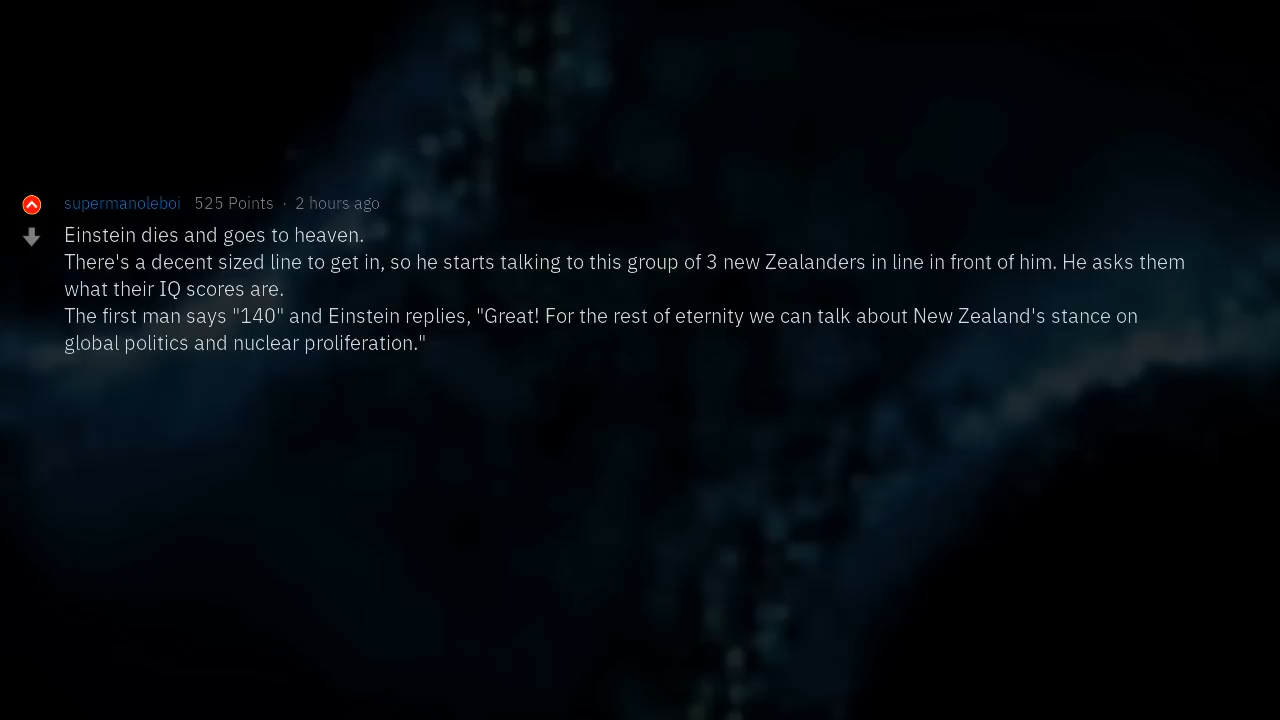 supermanoleboi 525 Points · 2 hours ago
Einstein dies and goes to heaven.
There's a decent sized line to get in, so he starts talking to this group of 3 new Zealanders in line in front of him. He asks them
what their IQ scores are.
The first man says "140" and Einstein replies, "Great! For the rest of eternity we can talk about New Zealand's stance on
global politics and nuclear proliferation."